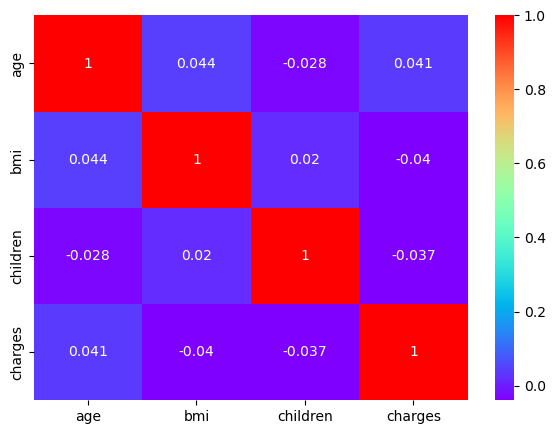 age 1 0.044 -0.028 0.041
bmi 0.044 1 0.02 -0.04
children -0.028 0.02 1 -0.037
charges 0.041 -0.04 -0.037 1
age bmi children charges
1.0
0.8
0.6
0.4
0.2
0.0